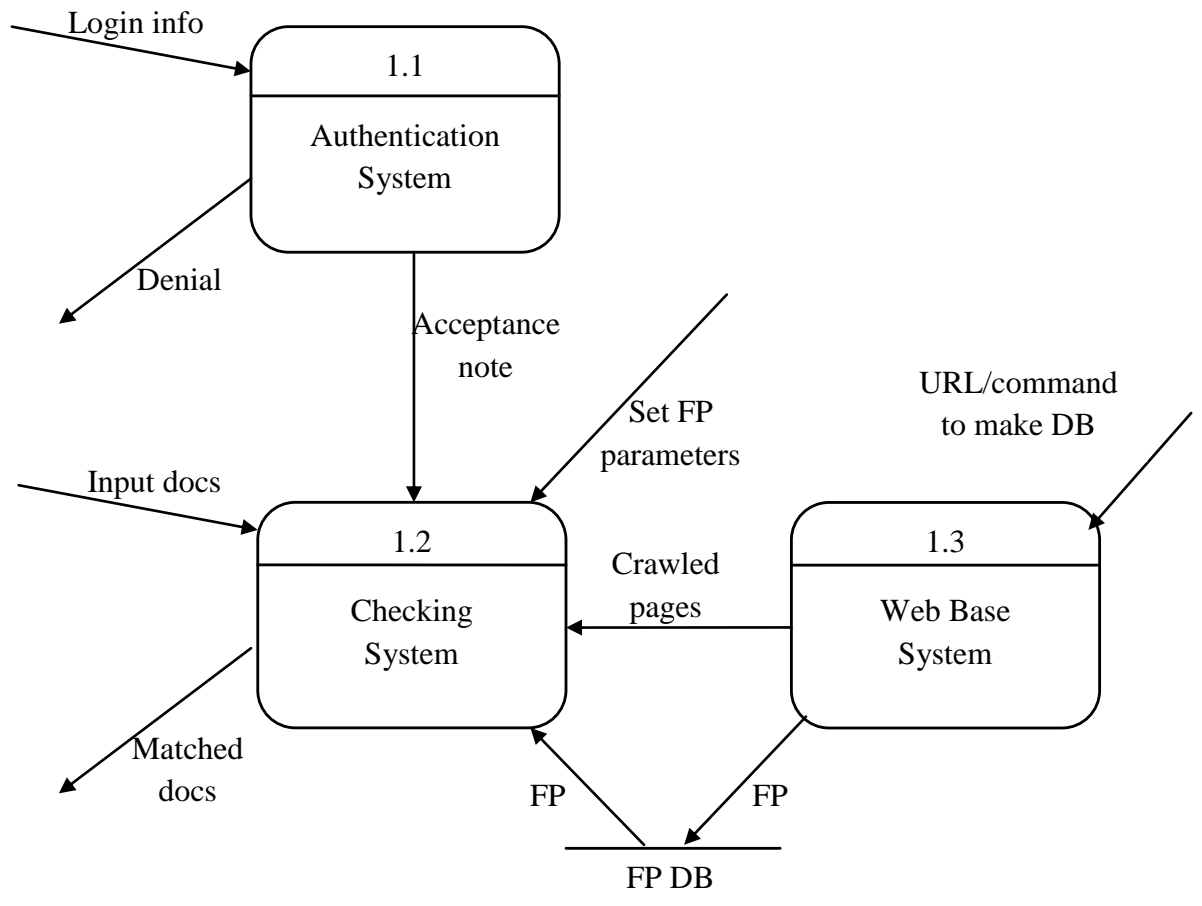 Login info
1.1
Authentication
System
Denial
Acceptance
note
Set FP
parameters
URL/command
to make DB
Input docs
1.2
Checking
System
Crawled
pages
1.3
Web Base
System
Matched
docs
FP
FP
FP DB